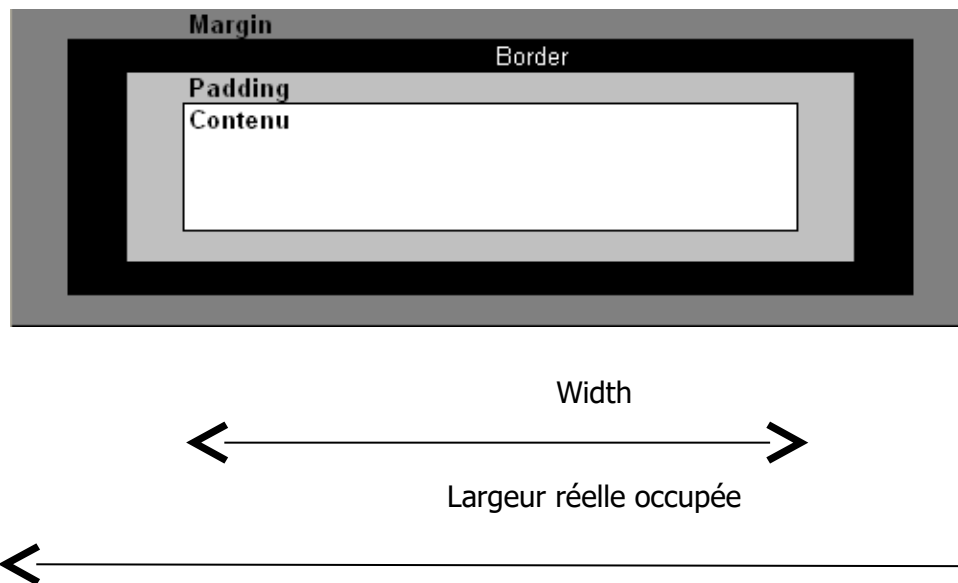 Margin
Border
Padding
Contenu
Width
Largeur réelle occupée